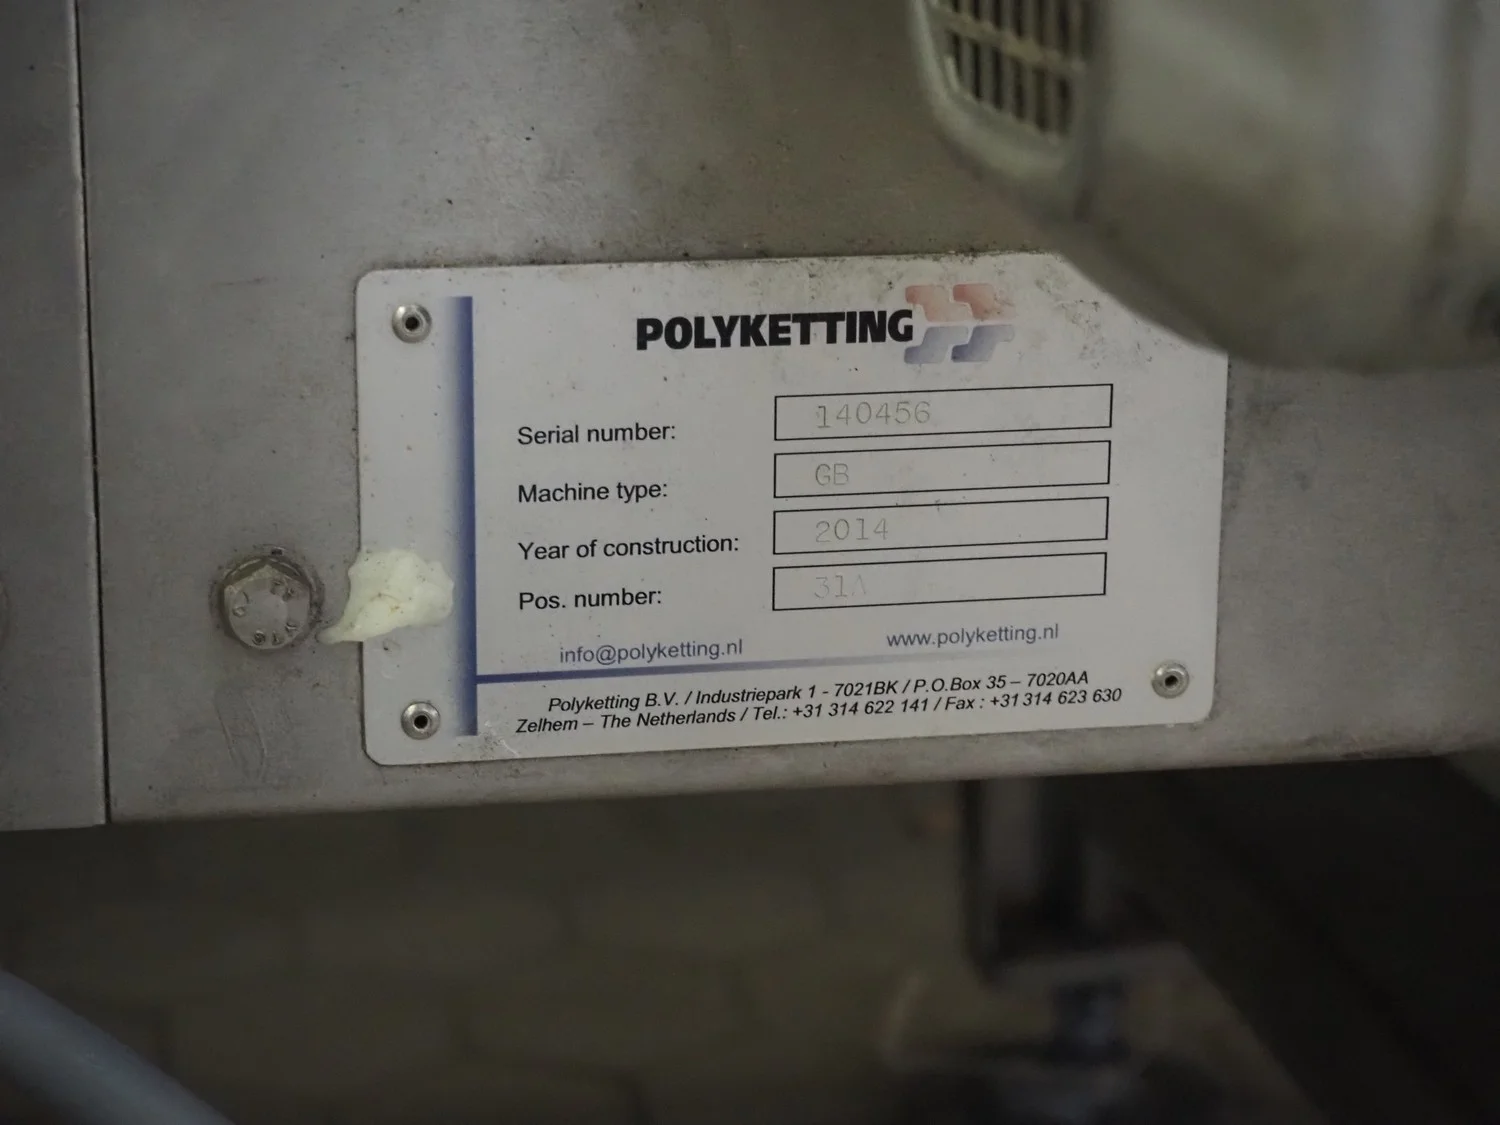 POLYKETTING
Serial number: 140456
Machine type: GB
Year of construction: 2014
Pos. number: 31A
info@polyketting.nl www.polyketting.nl
Polyketting B.V. / Industriepark 1 - 7021BK / P.O.Box 35 – 7020AA
Zelhem – The Netherlands / Tel.: +31 314 622 141 / Fax : +31 314 623 630